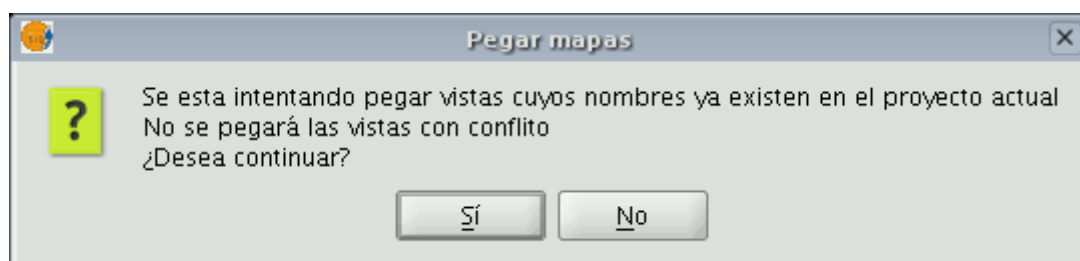 Pegar mapas
Se esta intentando pegar vistas cuyos nombres ya existen en el proyecto actual
No se pegará las vistas con conflito
¿Desea continuar?
Sí
No